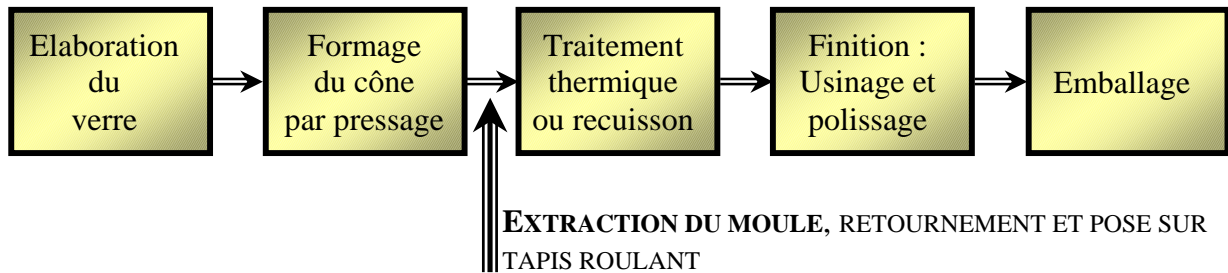 Elaboration
du
verre
Formage
du cône
par pressage
Traitement
thermique
ou recuisson
Finition :
Usinage et
polissage
Emballage
EXTRACTION DU MOULE, RETOURNEMENT ET POSE SUR
TAPIS ROULANT